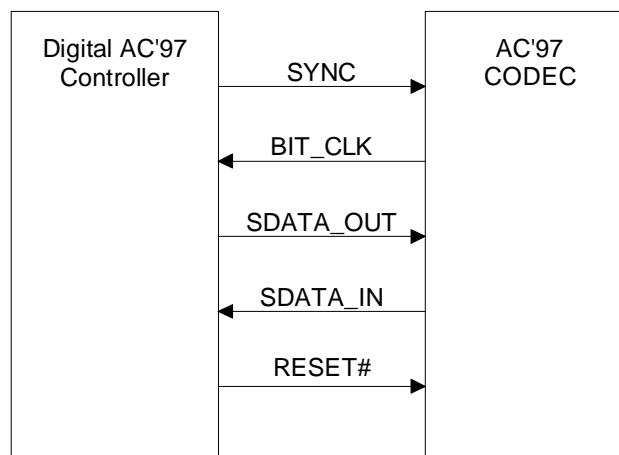 Digital AC'97
Controller
AC'97
CODEC
SYNC
BIT_CLK
SDATA_OUT
SDATA_IN
RESET#